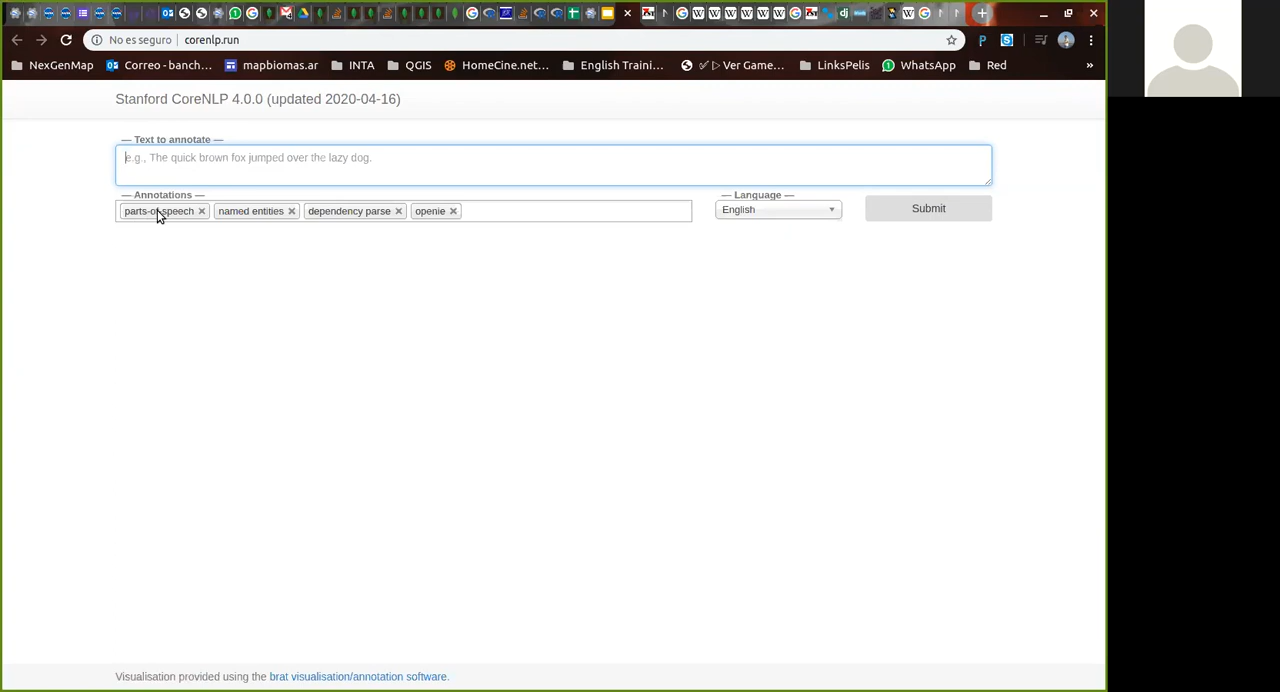 No es seguro corenlp.run
NexGenMap Correo - banch... mapbiomas.ar INTA QGIS HomeCine.net... English Traini... Ver Game... LinksPelis WhatsApp Red »
Stanford CoreNLP 4.0.0 (updated 2020-04-16)
— Text to annotate —
e.g., The quick brown fox jumped over the lazy dog.
— Annotations — — Language —
parts-of-speech × named entities × dependency parse × openie × English Submit
Visualisation provided using the brat visualisation/annotation software.